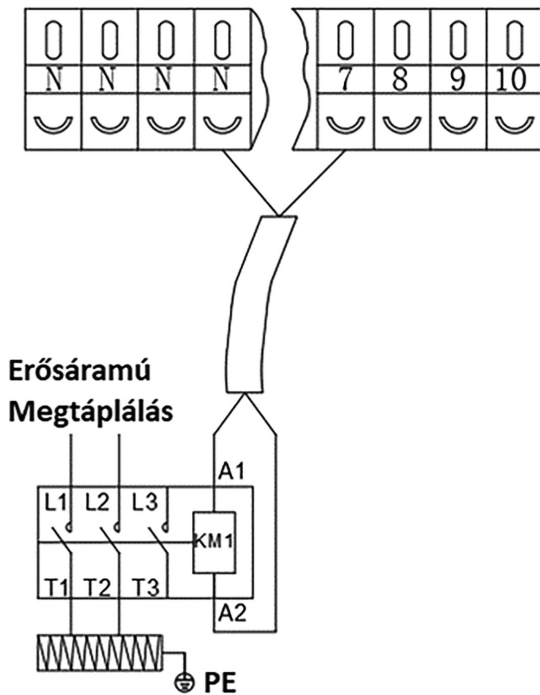 N N N N 7 8 9 10
Erősáramú
Megtáplálás
A1
L1 L2 L3
KM1
T1 T2 T3
A2
PE